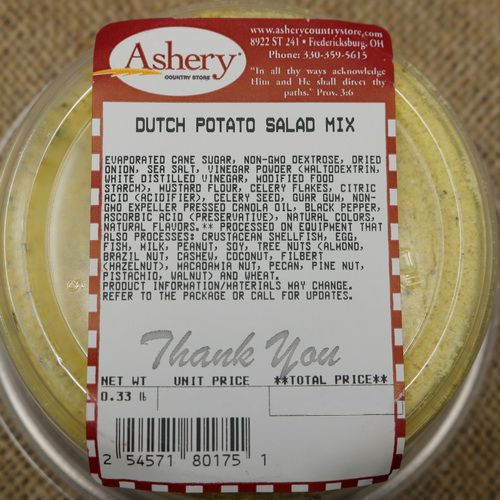 Ashery
COUNTRY STORE
www.asherycountrystore.com
8922 ST 241 • Fredericksburg, OH
Phone: 330-359-5615
"In all thy ways acknowledge
Him and He shall direct thy
paths." Prov. 3:6
DUTCH POTATO SALAD MIX
EVAPORATED CANE SUGAR, NON-GMO DEXTROSE, DRIED
ONION, SEA SALT, VINEGAR POWDER (MALTODEXTRIN,
WHITE DISTILLED VINEGAR, MODIFIED FOOD
STARCH), MUSTARD FLOUR, CELERY FLAKES, CITRIC
ACID (ACIDIFIER), CELERY SEED, GUAR GUM, NON-
GMO EXPELLER PRESSED CANOLA OIL, BLACK PEPPER,
ASCORBIC ACID (PRESERVATIVE), NATURAL COLORS,
NATURAL FLAVORS.** PROCESSED ON EQUIPMENT THAT
ALSO PROCESSES: CRUSTACEAN SHELLFISH, EGG,
FISH, MILK, PEANUT, SOY, TREE NUTS (ALMOND,
BRAZIL NUT, CASHEW, COCONUT, FILBERT
(HAZELNUT), MACADAMIA NUT, PECAN, PINE NUT,
PISTACHIO, WALNUT) AND WHEAT.
PRODUCT INFORMATION/MATERIALS MAY CHANGE.
REFER TO THE PACKAGE OR CALL FOR UPDATES.
Thank You
NET WT UNIT PRICE **TOTAL PRICE**
0.33 lb
2 54571 80175 1